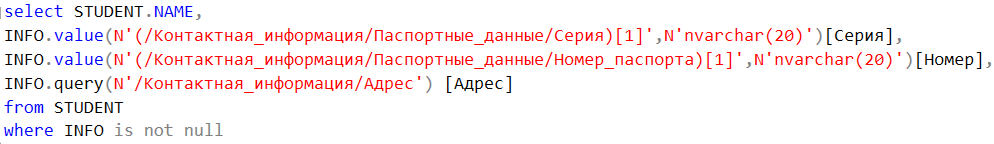 select STUDENT.NAME,
INFO.value(N'(/Контактная_информация/Паспортные_данные/Серия)[1]',N'nvarchar(20)')[Серия],
INFO.value(N'(/Контактная_информация/Паспортные_данные/Номер_паспорта)[1]',N'nvarchar(20)')[Номер],
INFO.query(N'/Контактная_информация/Адрес') [Адрес]
from STUDENT
where INFO is not null